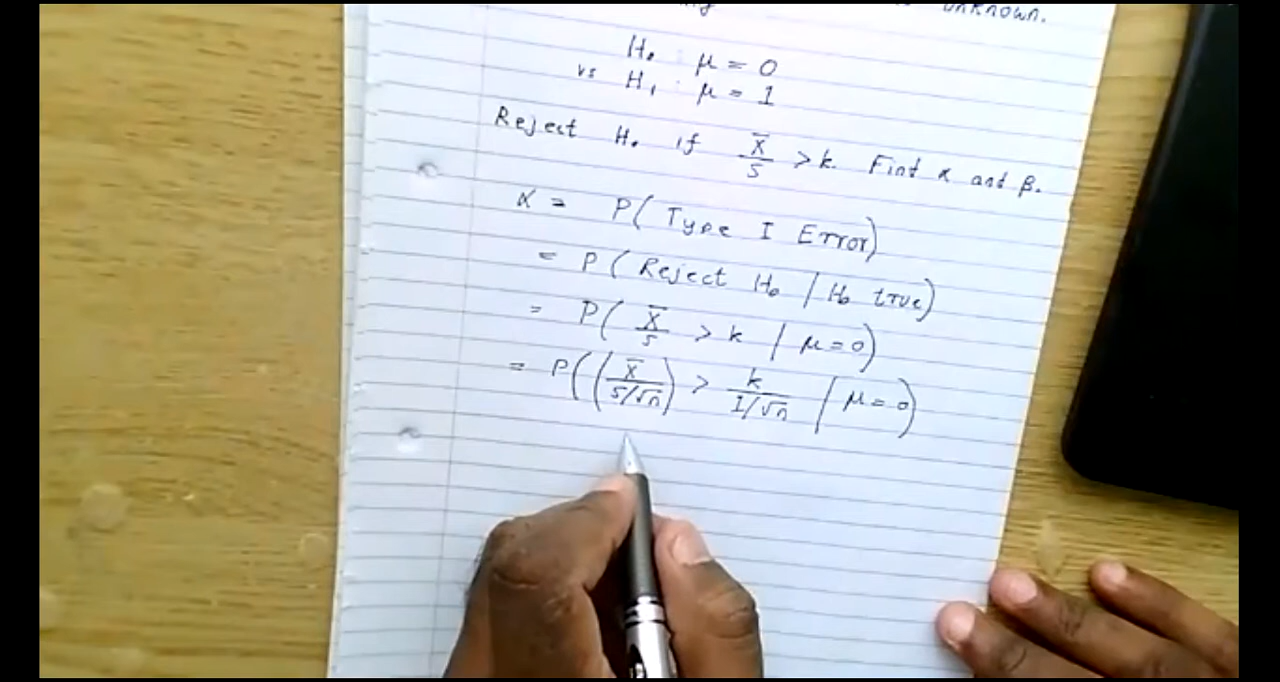 unknown.
H₀ : μ = 0
vs H₁ : μ = 1
Reject H₀ if X̄/S > k. Fint α and β.
α = P( Type I Error)
= P ( Reject H₀ / H₀ true)
= P( X̄/S > k / μ = 0)
= P( (X̄/(S/√n)) > k/(1/√n) / μ = 0)